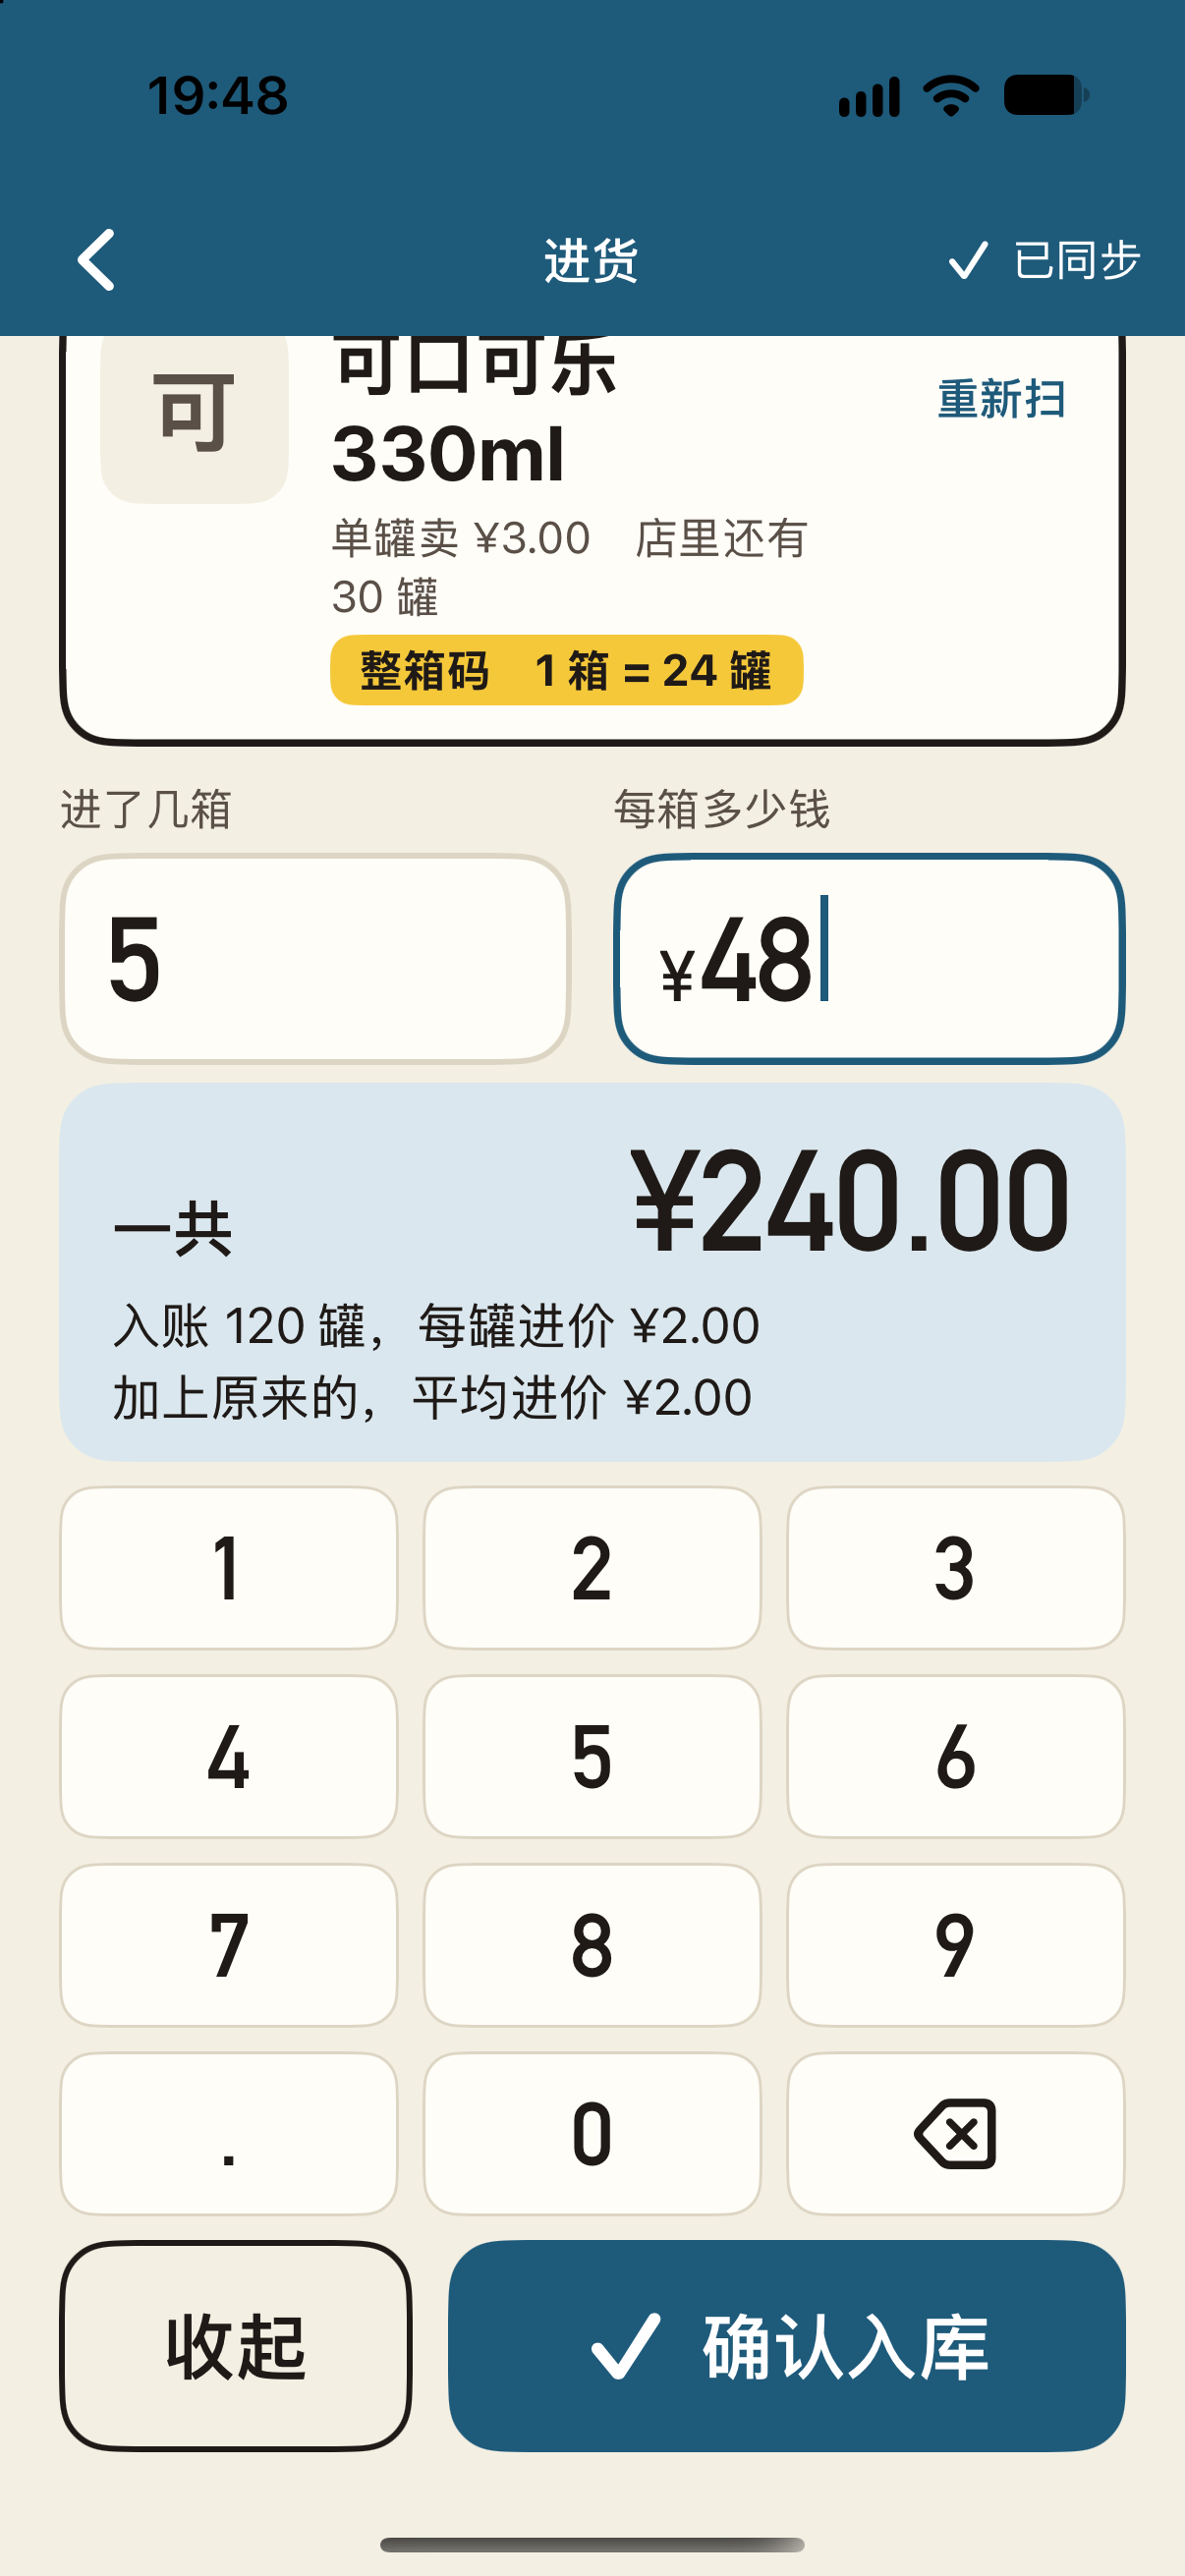 19:48
进货
已同步
可
可口可乐
330ml
重新扫
单罐卖 ¥3.00 店里还有
30 罐
整箱码 1 箱 = 24 罐
进了几箱
每箱多少钱
5
¥48
一共
¥240.00
入账 120 罐，每罐进价 ¥2.00
加上原来的，平均进价 ¥2.00
1
2
3
4
5
6
7
8
9
.
0
收起
确认入库